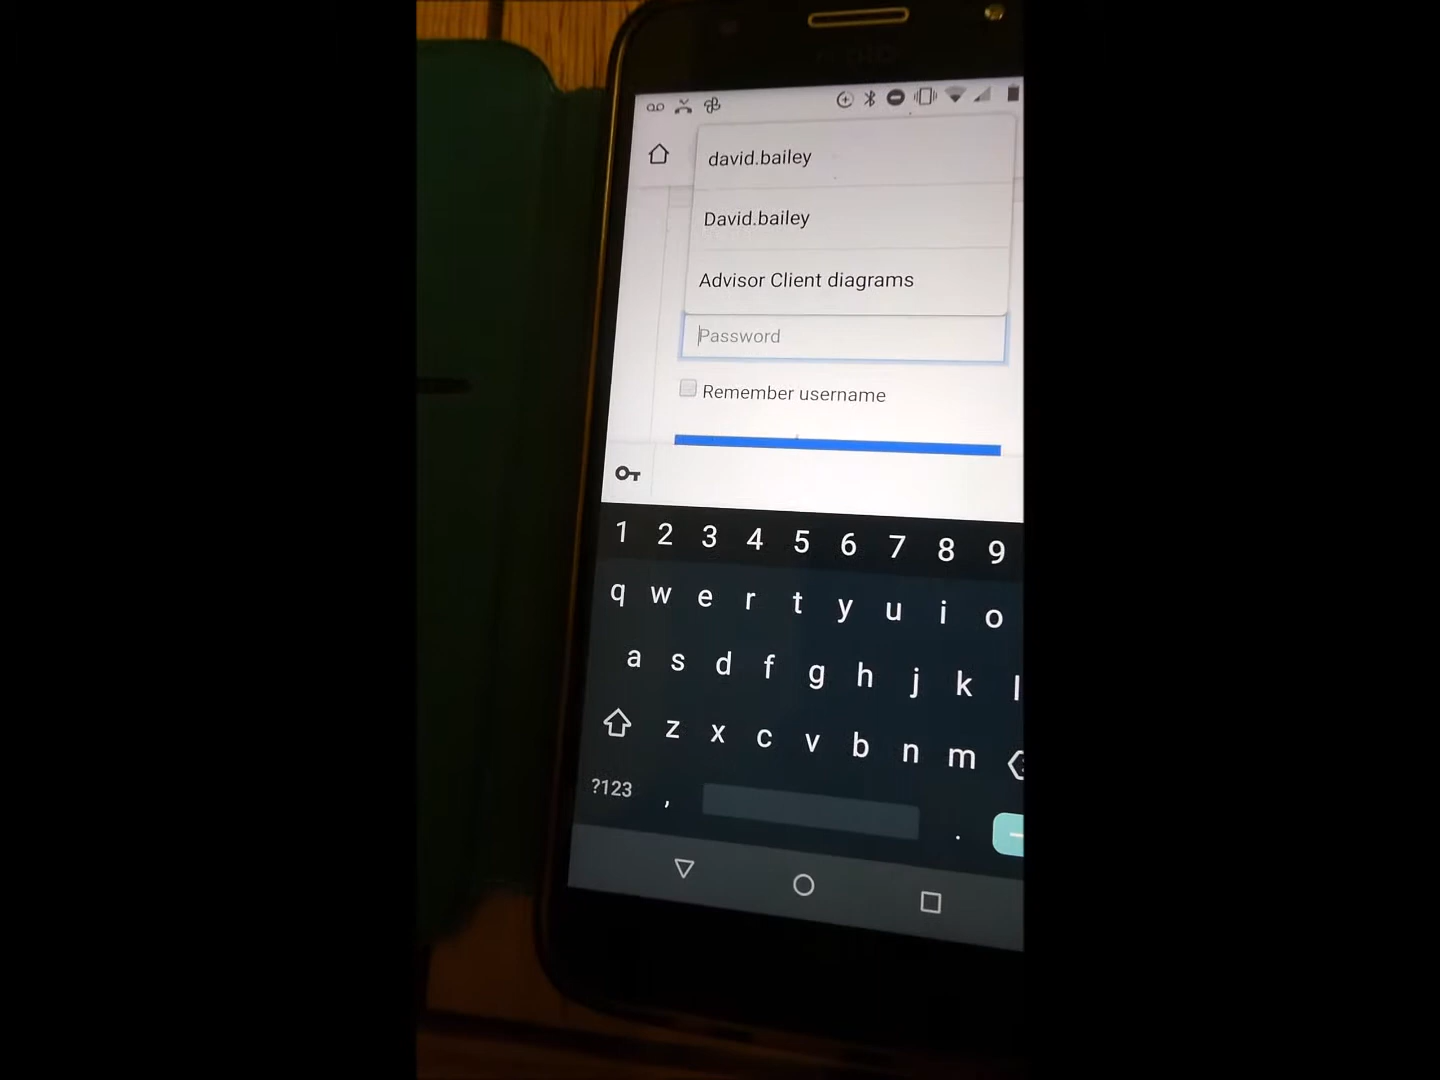 david.bailey
David.bailey
Advisor Client diagrams
Password
Remember username
1 2 3 4 5 6 7 8 9
q w e r t y u i o
a s d f g h j k l
z x c v b n m
?123 , .